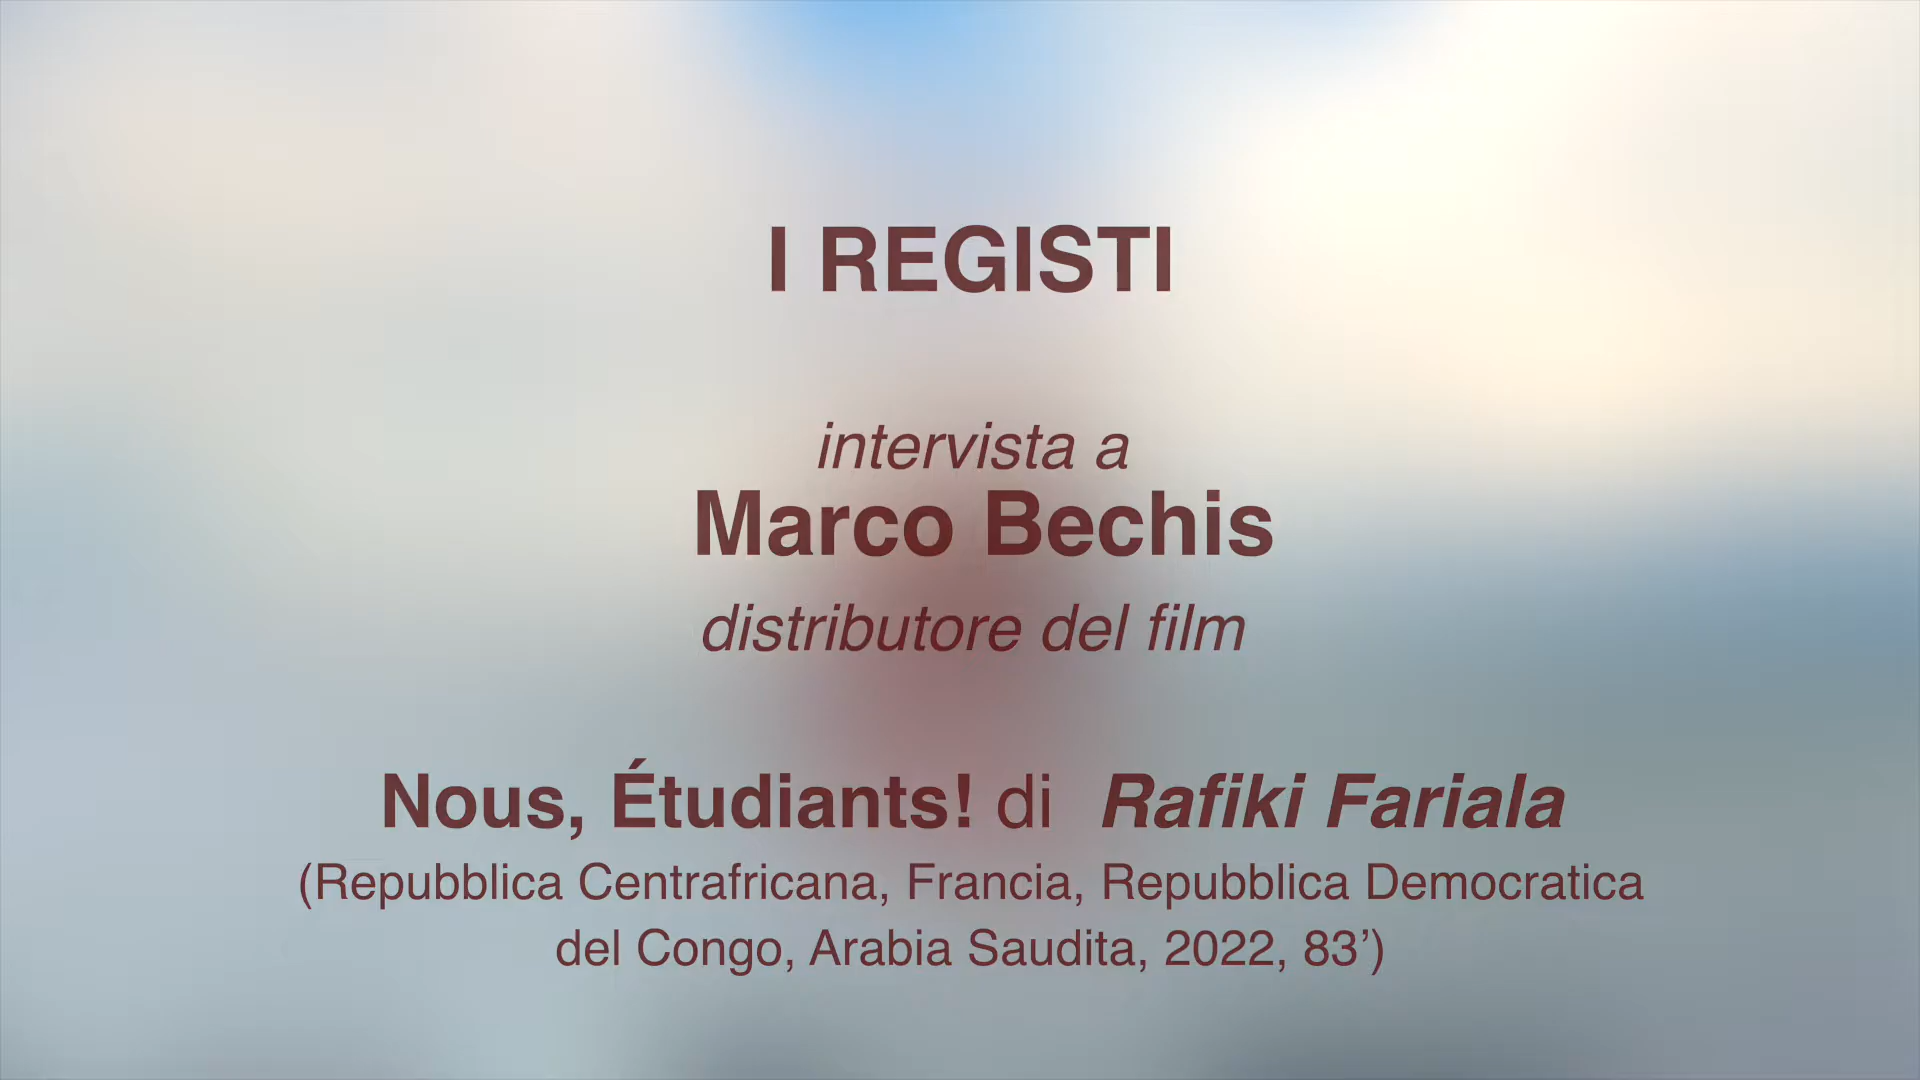 I REGISTI
intervista a
Marco Bechis
distributore del film
Nous, Étudiants! di Rafiki Fariala
(Repubblica Centrafricana, Francia, Repubblica Democratica
del Congo, Arabia Saudita, 2022, 83’)